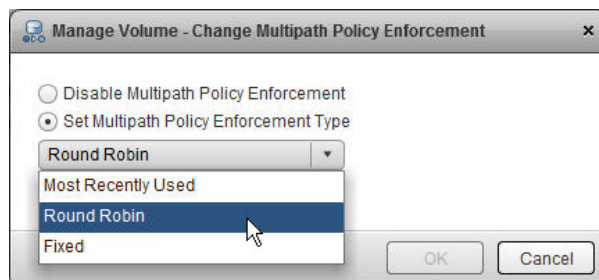 Manage Volume - Change Multipath Policy Enforcement
Disable Multipath Policy Enforcement
Set Multipath Policy Enforcement Type
Round Robin
Most Recently Used
Round Robin
Fixed
OK
Cancel